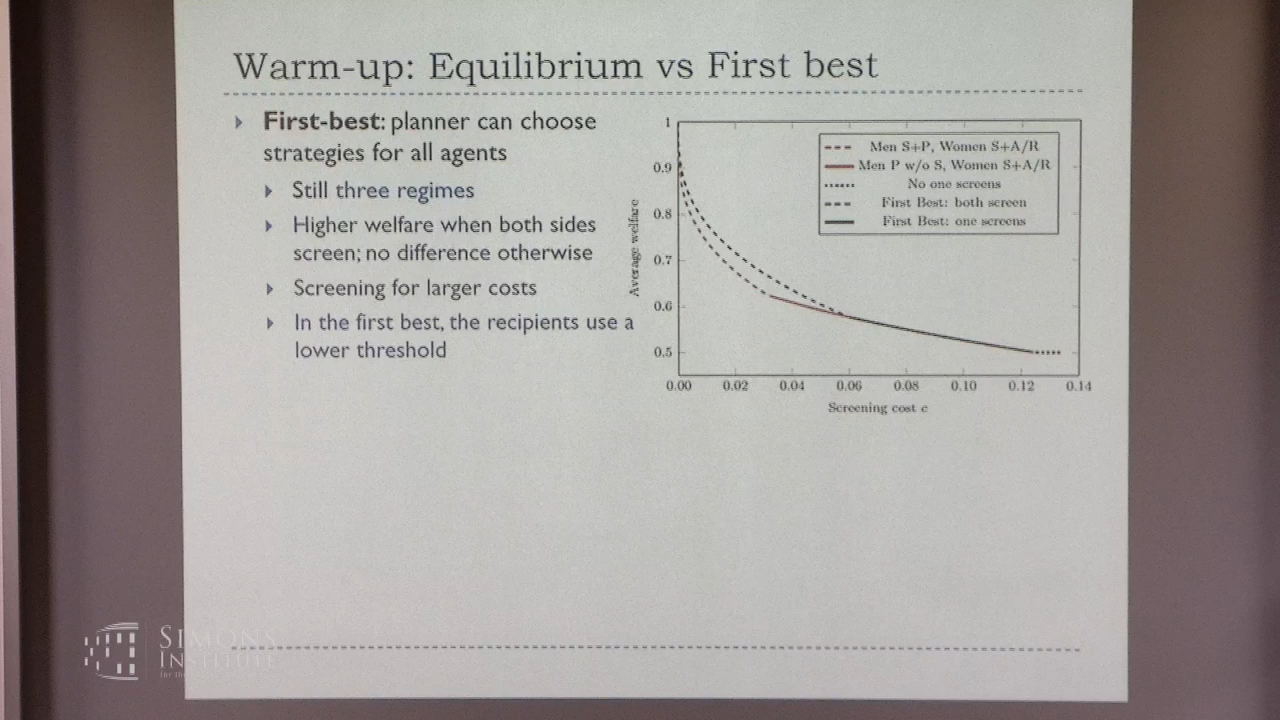 Warm-up: Equilibrium vs First best
First-best: planner can choose
strategies for all agents
Still three regimes
Higher welfare when both sides
screen; no difference otherwise
Screening for larger costs
In the first best, the recipients use a
lower threshold
1
0.9
0.8
0.7
0.6
0.5
Average welfare
Men S+P, Women S+A/R
Men P w/o S, Women S+A/R
No one screens
First Best: both screen
First Best: one screens
0.00 0.02 0.04 0.06 0.08 0.10 0.12 0.14
Screening cost c
SIMONS
INSTITUTE